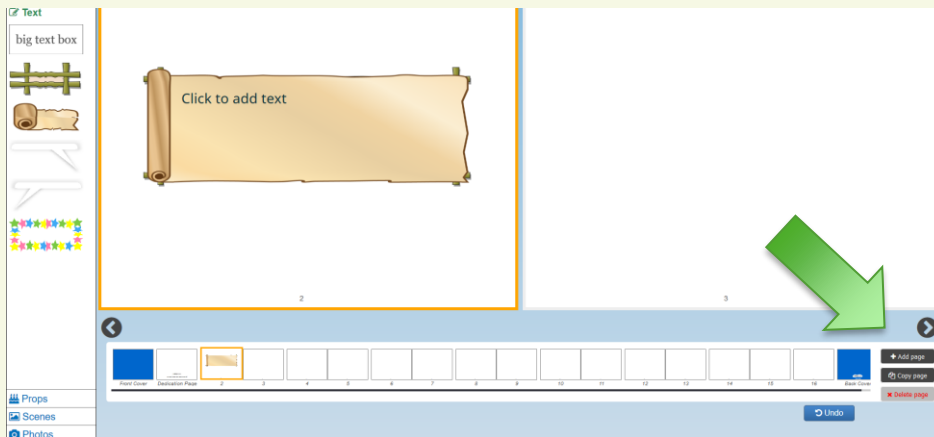 Text
big text box
Click to add text
2
3
+ Add page
Copy page
✖ Delete page
Front Cover Dedication Page 2 3 4 5 6 7 8 9 10 11 12 13 14 15 16 Back Cover
Undo
Props
Scenes
Photos